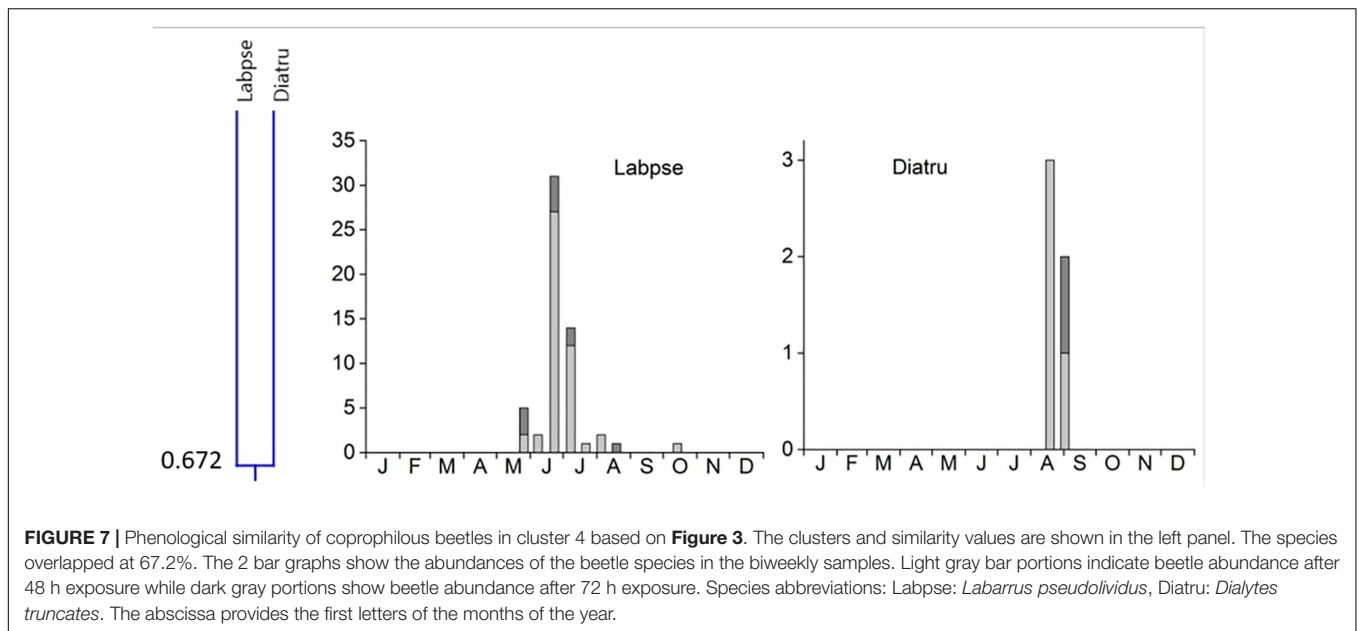 Labpse
Diatru
0.672
35
30
25
20
15
10
5
0
Labpse
J F M A M J J A S O N D
3
2
1
0
Diatru
J F M A M J J A S O N D
FIGURE 7 | Phenological similarity of coprophilous beetles in cluster 4 based on Figure 3. The clusters and similarity values are shown in the left panel. The species
overlapped at 67.2%. The 2 bar graphs show the abundances of the beetle species in the biweekly samples. Light gray bar portions indicate beetle abundance after
48 h exposure while dark gray portions show beetle abundance after 72 h exposure. Species abbreviations: Labpse: Labarrus pseudolividus, Diatru: Dialytes
truncates. The abscissa provides the first letters of the months of the year.